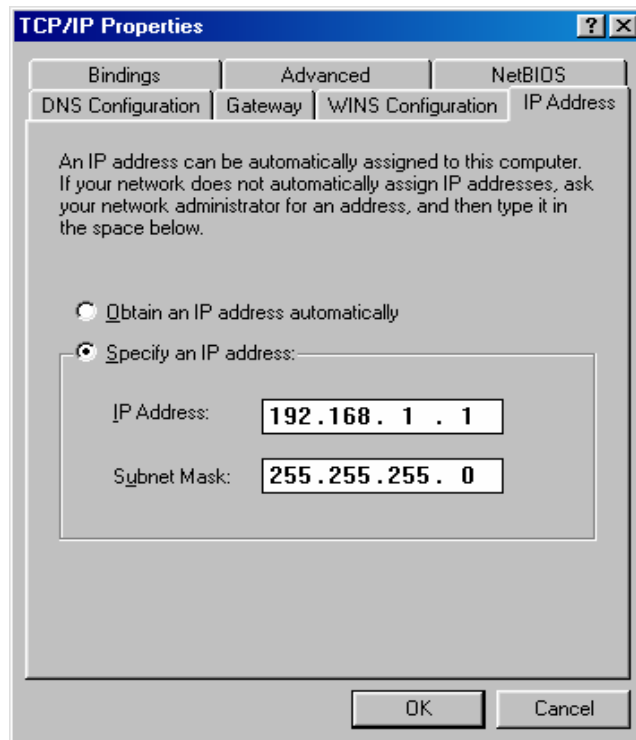 TCP/IP Properties
Bindings Advanced NetBIOS
DNS Configuration Gateway WINS Configuration IP Address
An IP address can be automatically assigned to this computer.
If your network does not automatically assign IP addresses, ask
your network administrator for an address, and then type it in
the space below.
Obtain an IP address automatically
Specify an IP address:
IP Address: 192.168. 1 . 1
Subnet Mask: 255.255.255. 0
OK Cancel